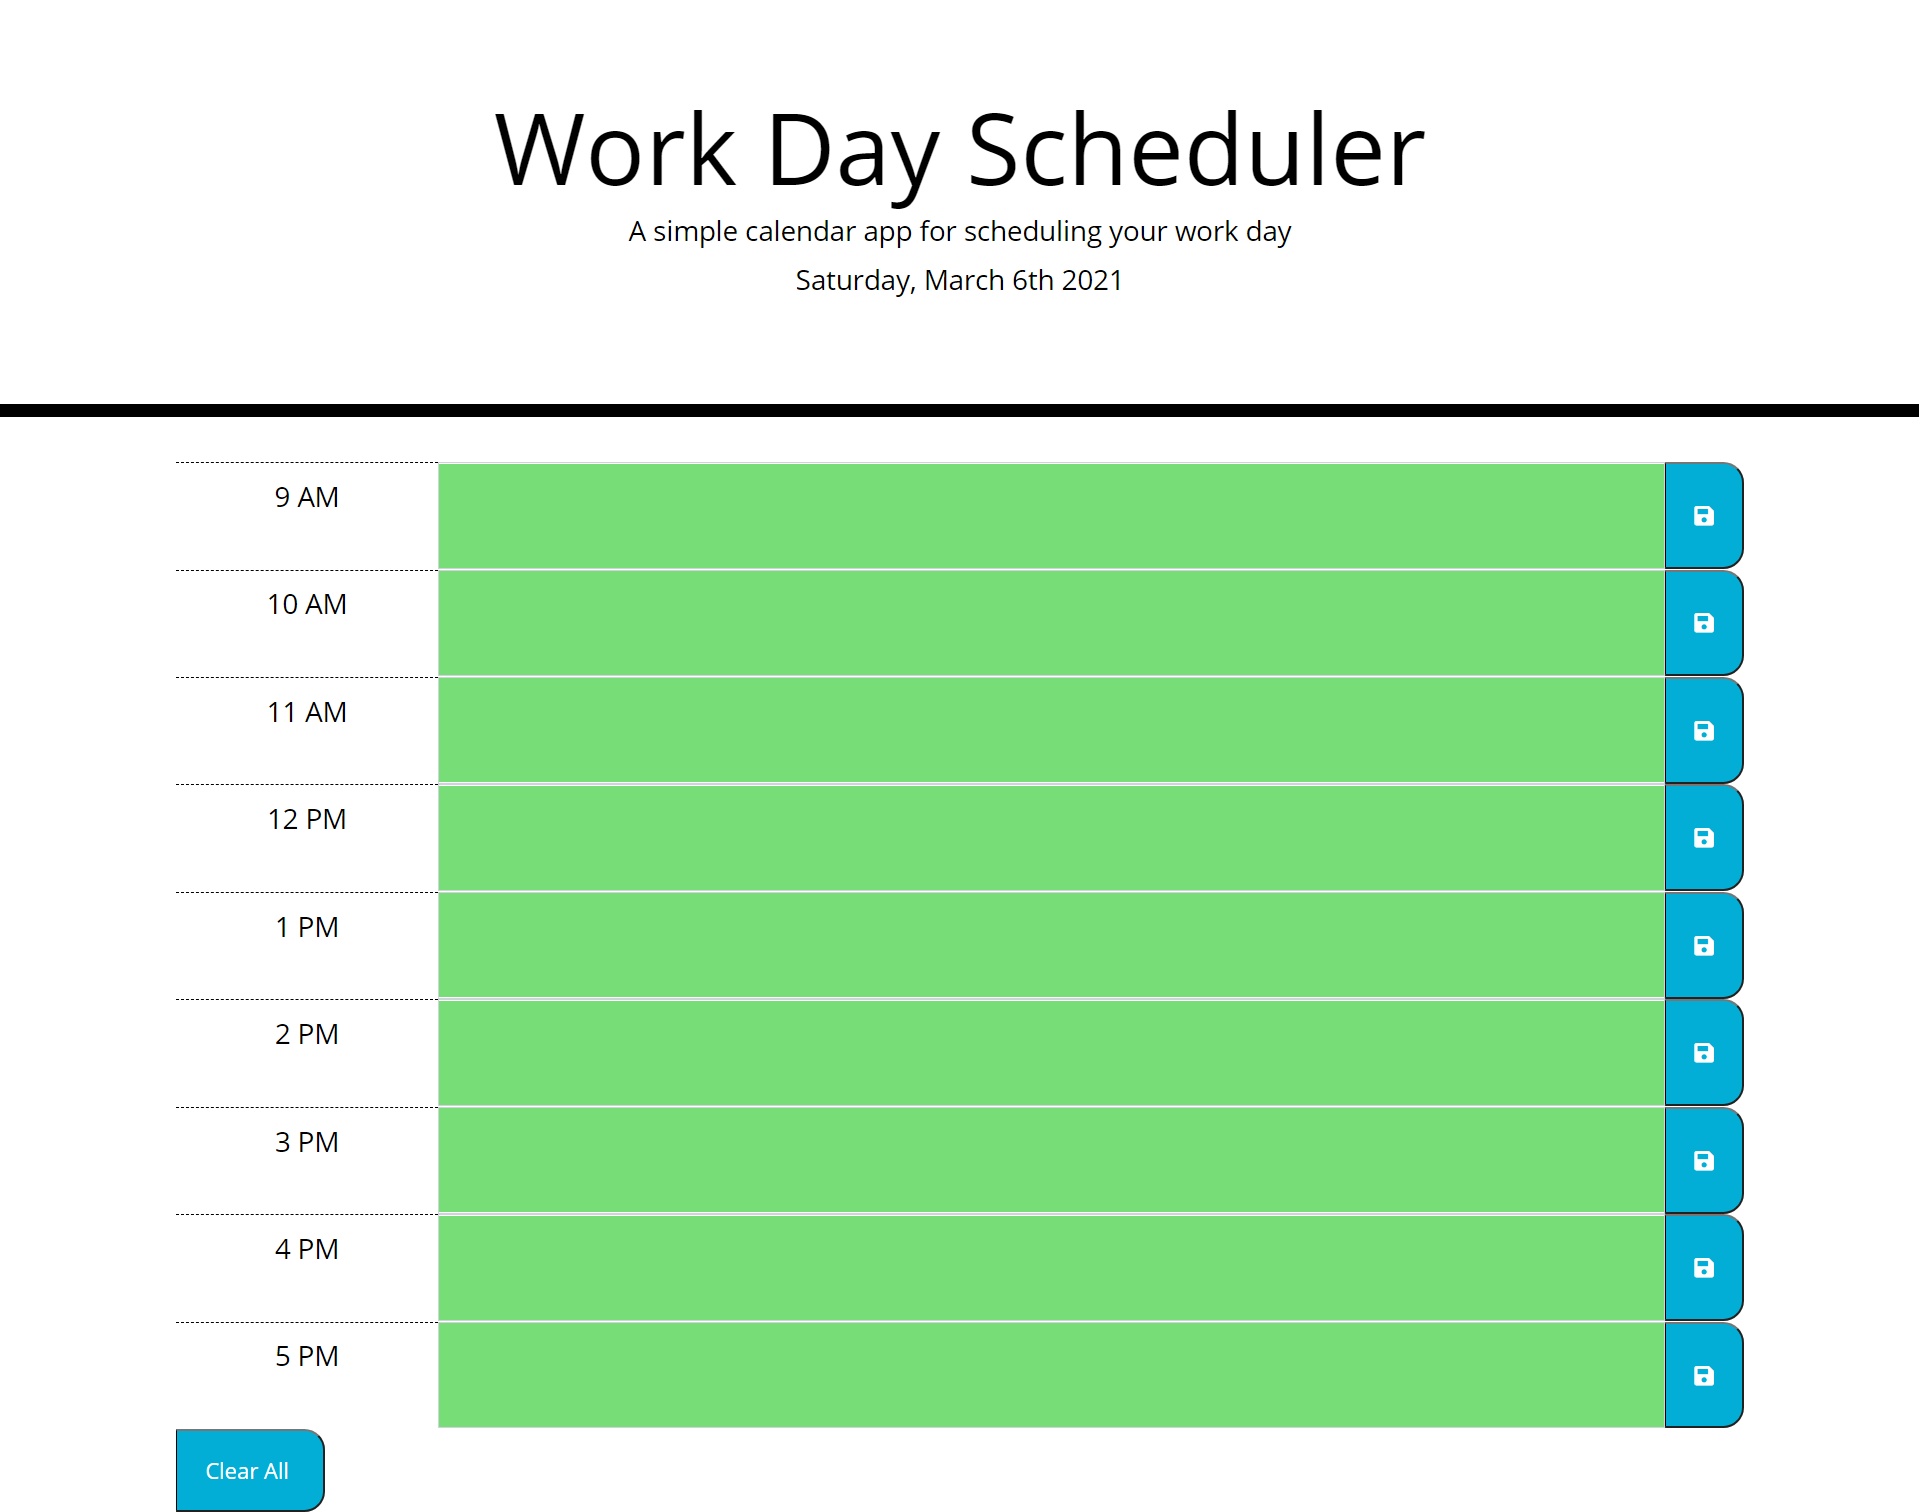 Work Day Scheduler
A simple calendar app for scheduling your work day
Saturday, March 6th 2021
9 AM
10 AM
11 AM
12 PM
1 PM
2 PM
3 PM
4 PM
5 PM
Clear All